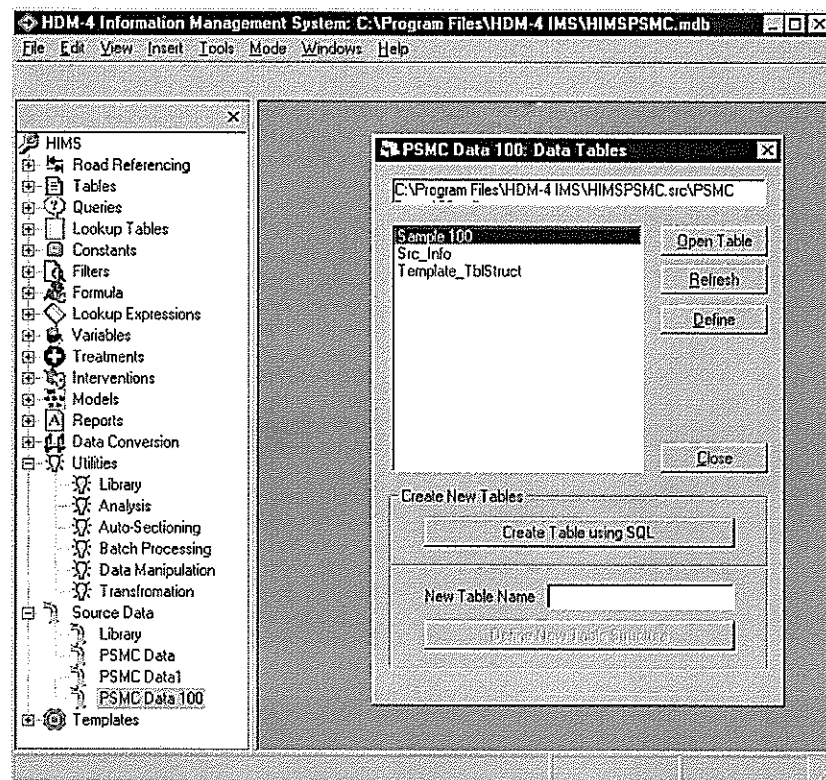 HDM-4 Information Management System: C:\Program Files\HDM-4 IMS\HIMSPSMC.mdb
File Edit View Insert Tools Mode Windows Help
HIMS
Road Referencing
Tables
Queries
Lookup Tables
Constants
Filters
Formula
Lookup Expressions
Variables
Treatments
Interventions
Models
Reports
Data Conversion
Utilities
Library
Analysis
Auto-Sectioning
Batch Processing
Data Manipulation
Transfromation
Source Data
Library
PSMC Data
PSMC Data1
PSMC Data 100
Templates
PSMC Data 100: Data Tables
C:\Program Files\HDM-4 IMS\HIMSPSMC.src\PSMC
Sample 100
Src_Info
Template_TblStruct
Open Table
Refresh
Define
Close
Create New Tables
Create Table using SQL
New Table Name
Define New Table Structure